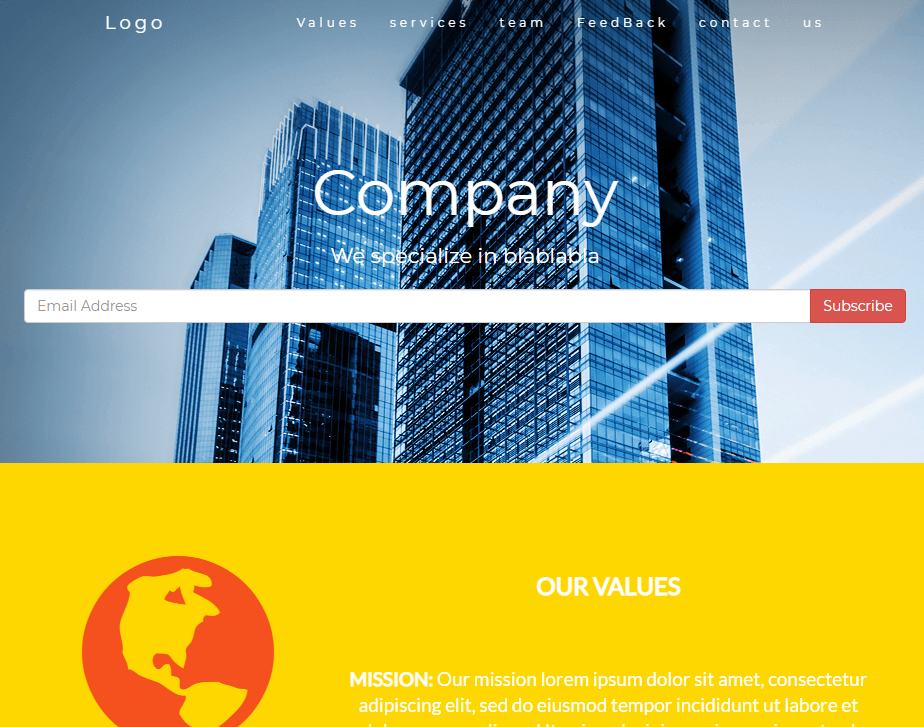 Logo
Values services team FeedBack contact us
Company
We specialize in blablabla
Email Address Subscribe
OUR VALUES
MISSION: Our mission lorem ipsum dolor sit amet, consectetur
adipiscing elit, sed do eiusmod tempor incididunt ut labore et